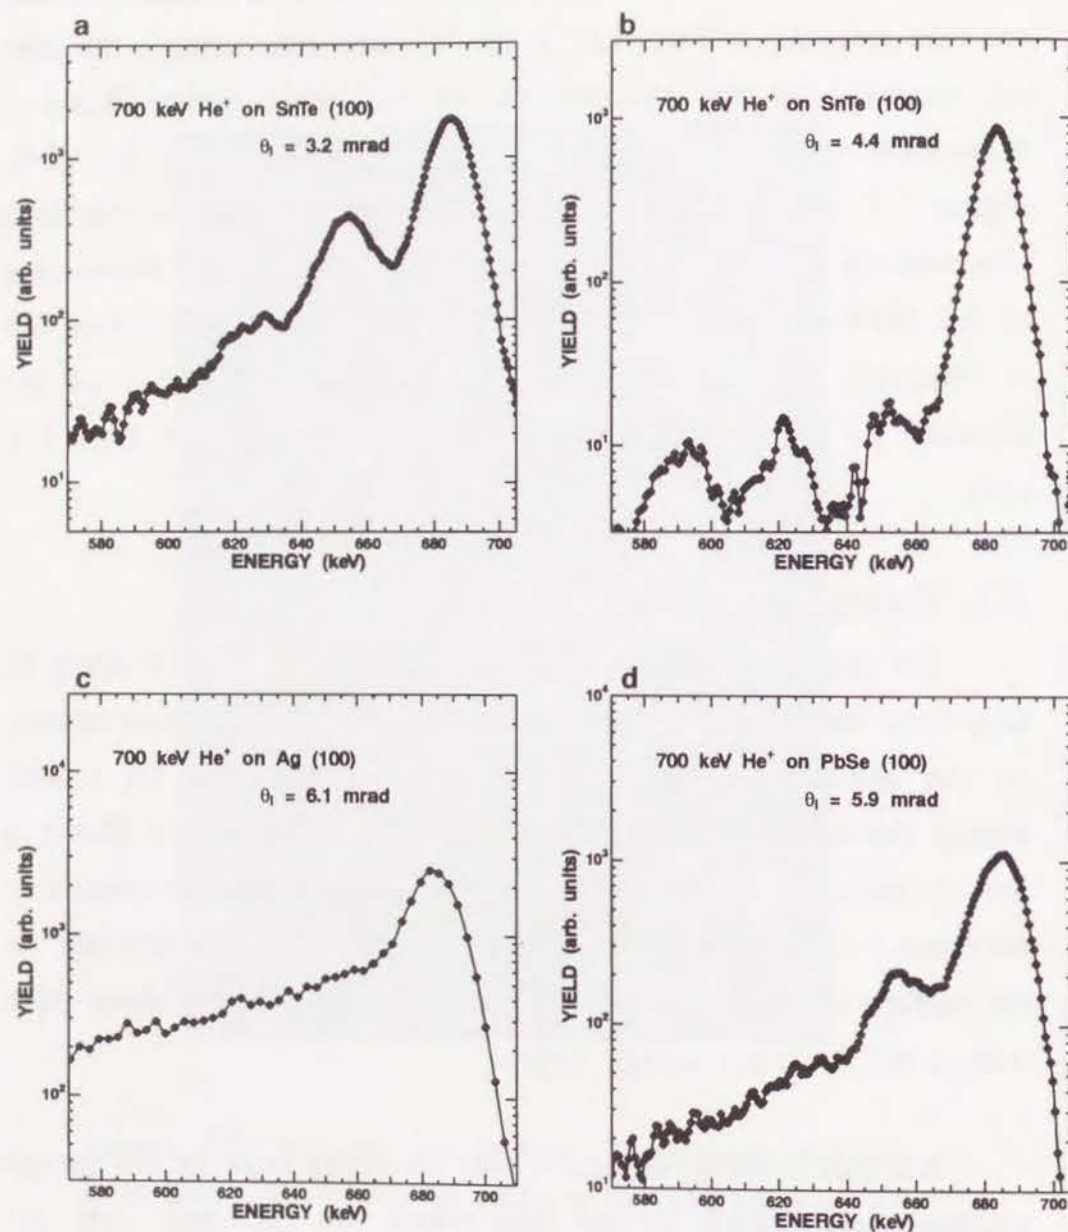 a
700 keV He⁺ on SnTe (100)
θI = 3.2 mrad
YIELD (arb. units)
10³
10²
10¹
580 600 620 640 660 680 700
ENERGY (keV)
b
700 keV He⁺ on SnTe (100)
θI = 4.4 mrad
YIELD (arb. units)
10³
10²
10¹
580 600 620 640 660 680 700
ENERGY (keV)
c
700 keV He⁺ on Ag (100)
θI = 6.1 mrad
YIELD (arb. units)
10⁴
10³
10²
580 600 620 640 660 680 700
ENERGY (keV)
d
700 keV He⁺ on PbSe (100)
θI = 5.9 mrad
YIELD (arb. units)
10⁴
10³
10²
10¹
580 600 620 640 660 680 700
ENERGY (keV)